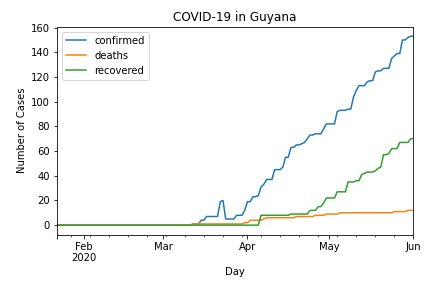 COVID-19 in Guyana
confirmed
deaths
recovered
Number of Cases
160
140
120
100
80
60
40
20
0
Feb
2020
Mar
Apr
May
Jun
Day